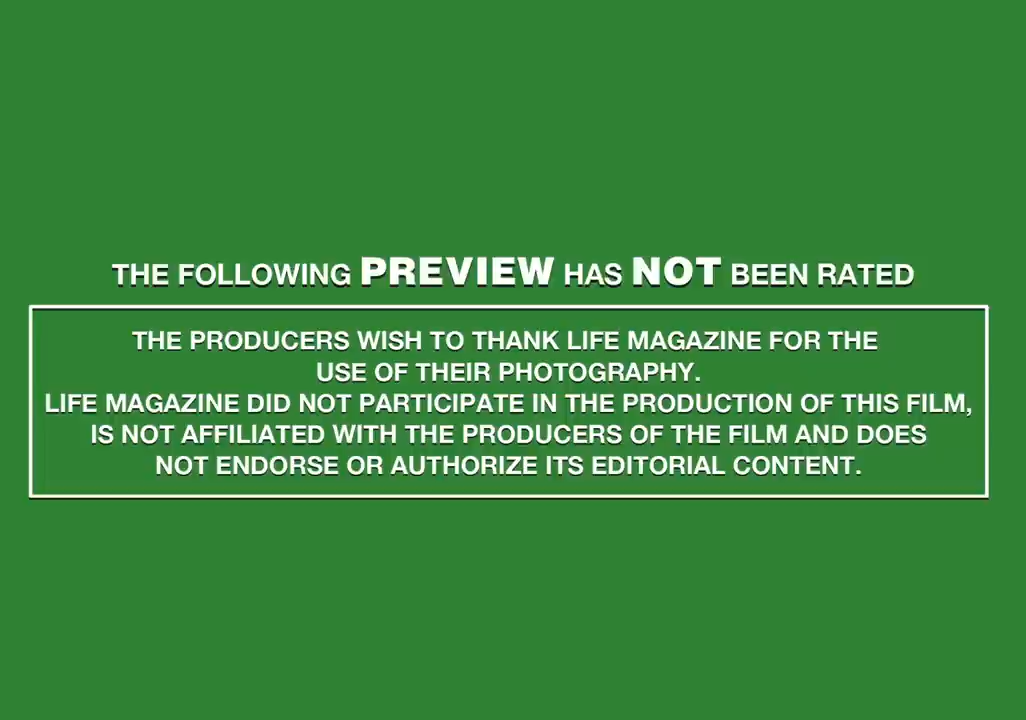 THE FOLLOWING PREVIEW HAS NOT BEEN RATED
THE PRODUCERS WISH TO THANK LIFE MAGAZINE FOR THE
USE OF THEIR PHOTOGRAPHY.
LIFE MAGAZINE DID NOT PARTICIPATE IN THE PRODUCTION OF THIS FILM,
IS NOT AFFILIATED WITH THE PRODUCERS OF THE FILM AND DOES
NOT ENDORSE OR AUTHORIZE ITS EDITORIAL CONTENT.